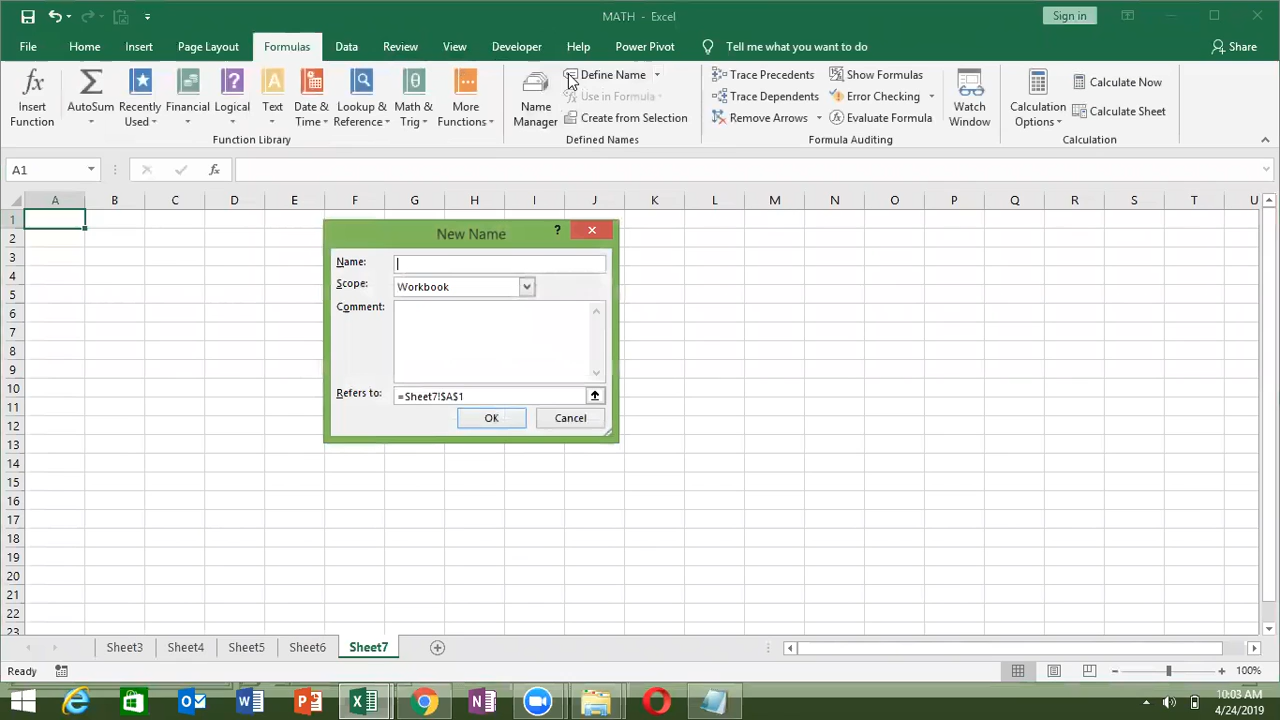 MATH - Excel
Sign in
File Home Insert Page Layout Formulas Data Review View Developer Help Power Pivot Tell me what you want to do Share
Insert Function
AutoSum
Recently Used
Financial
Logical
Text
Date & Time
Lookup & Reference
Math & Trig
More Functions
Function Library
Name Manager
Define Name
Use in Formula
Create from Selection
Defined Names
Trace Precedents
Trace Dependents
Remove Arrows
Show Formulas
Error Checking
Evaluate Formula
Formula Auditing
Watch Window
Calculation Options
Calculate Now
Calculate Sheet
Calculation
A1
fx
A B C D E F G H I J K L M N O P Q R S T U
1
2
3
4
5
6
7
8
9
10
11
12
13
14
15
16
17
18
19
20
21
22
23
New Name
?
Name:
Scope: Workbook
Comment:
Refers to: =Sheet7!$A$1
OK Cancel
Sheet3 Sheet4 Sheet5 Sheet6 Sheet7
Ready
100%
10:03 AM
4/24/2019